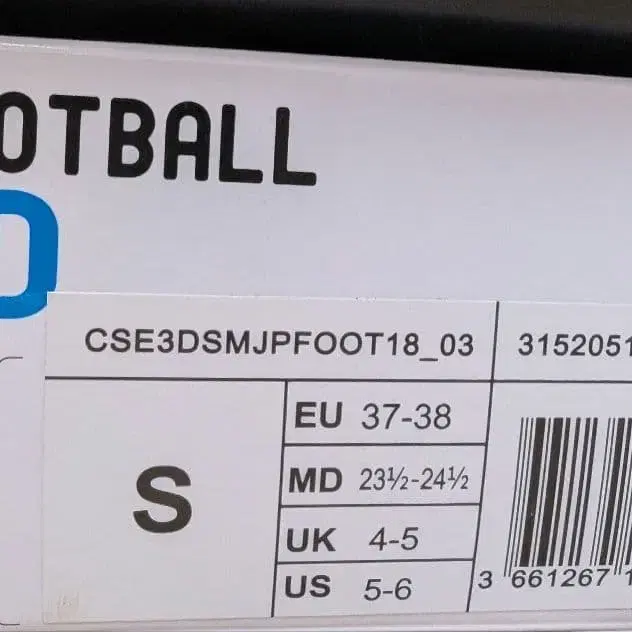 OTBALL
CSE3DSMJPFOOT18_03 3152051
S
EU 37-38
MD 23½-24½
UK 4-5
US 5-6
3 661267 1